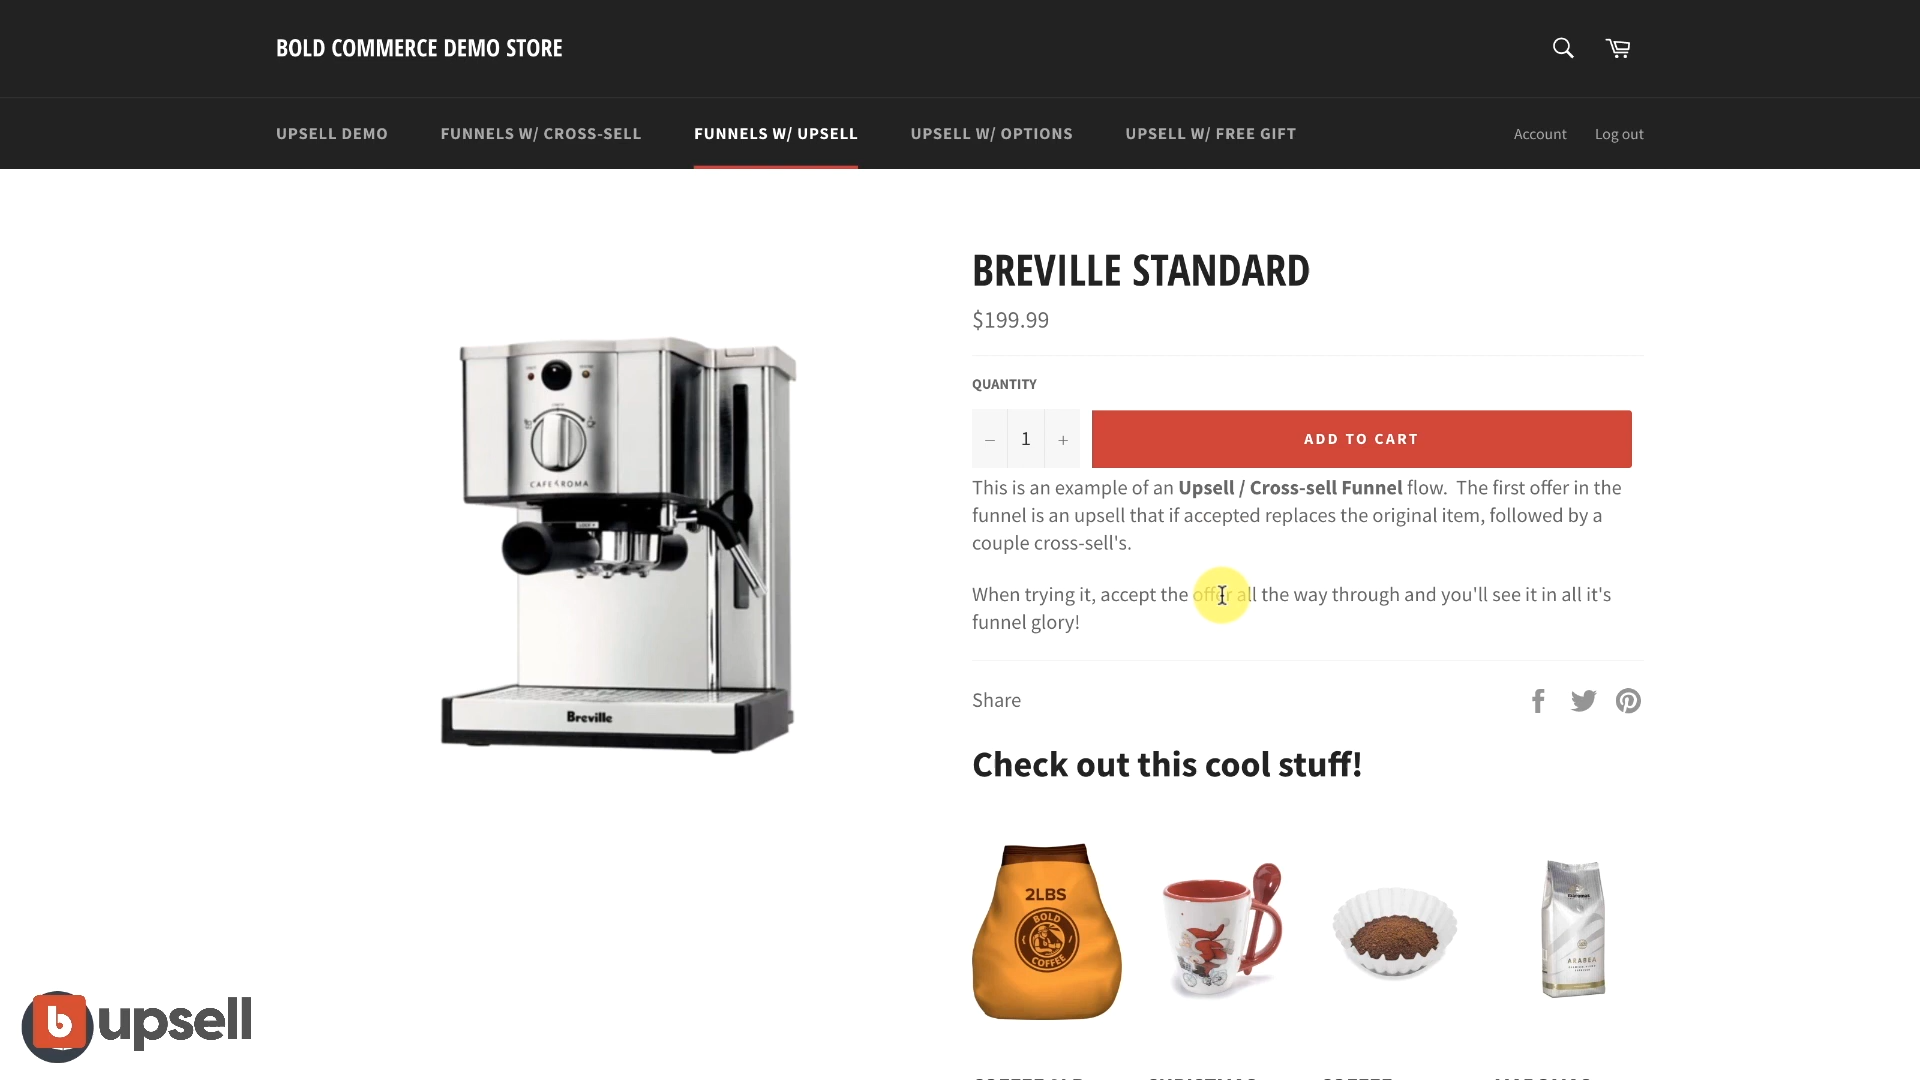 BOLD COMMERCE DEMO STORE
UPSELL DEMO
FUNNELS W/ CROSS-SELL
FUNNELS W/ UPSELL
UPSELL W/ OPTIONS
UPSELL W/ FREE GIFT
Account
Log out
BREVILLE STANDARD
$199.99
QUANTITY
− 1 +
ADD TO CART
This is an example of an Upsell / Cross-sell Funnel flow. The first offer in the
funnel is an upsell that if accepted replaces the original item, followed by a
couple cross-sell's.
When trying it, accept the offer all the way through and you'll see it in all it's
funnel glory!
Share
Check out this cool stuff!
CAFE ROMA
Breville
2LBS
BOLD
COFFEE
ARABICA
b upsell